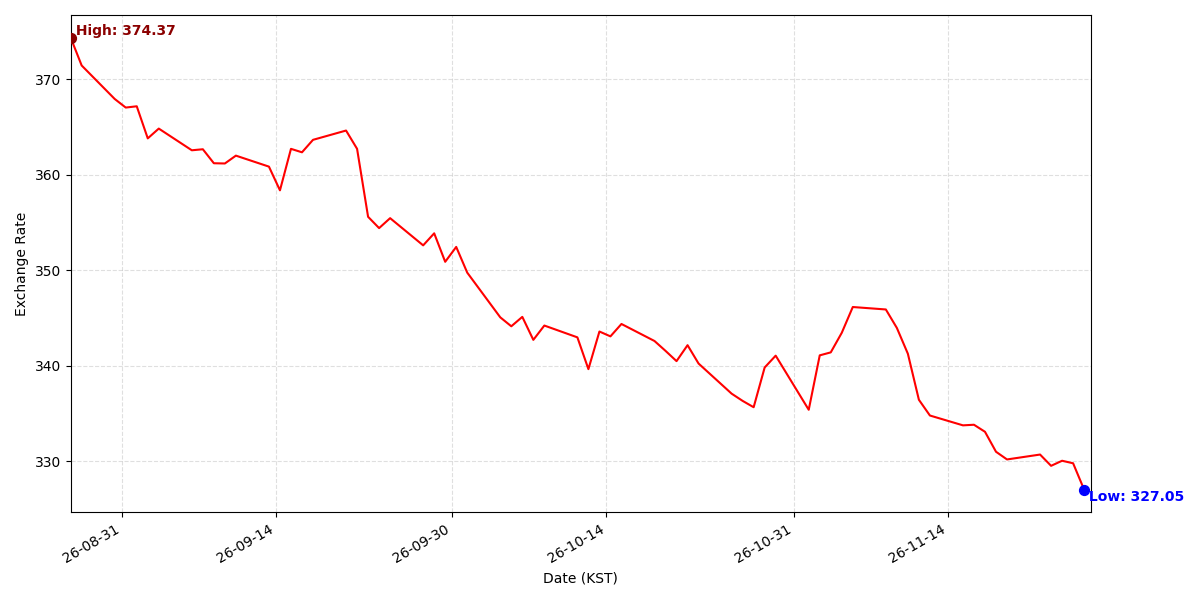 High: 374.37
370
360
350
340
330
Exchange Rate
Low: 327.05
26-08-31
26-09-14
26-09-30
26-10-14
26-10-31
26-11-14
Date (KST)